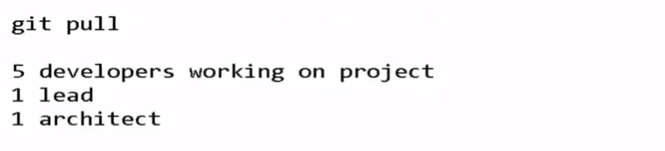 git pull
5 developers working on project
1 lead
1 architect